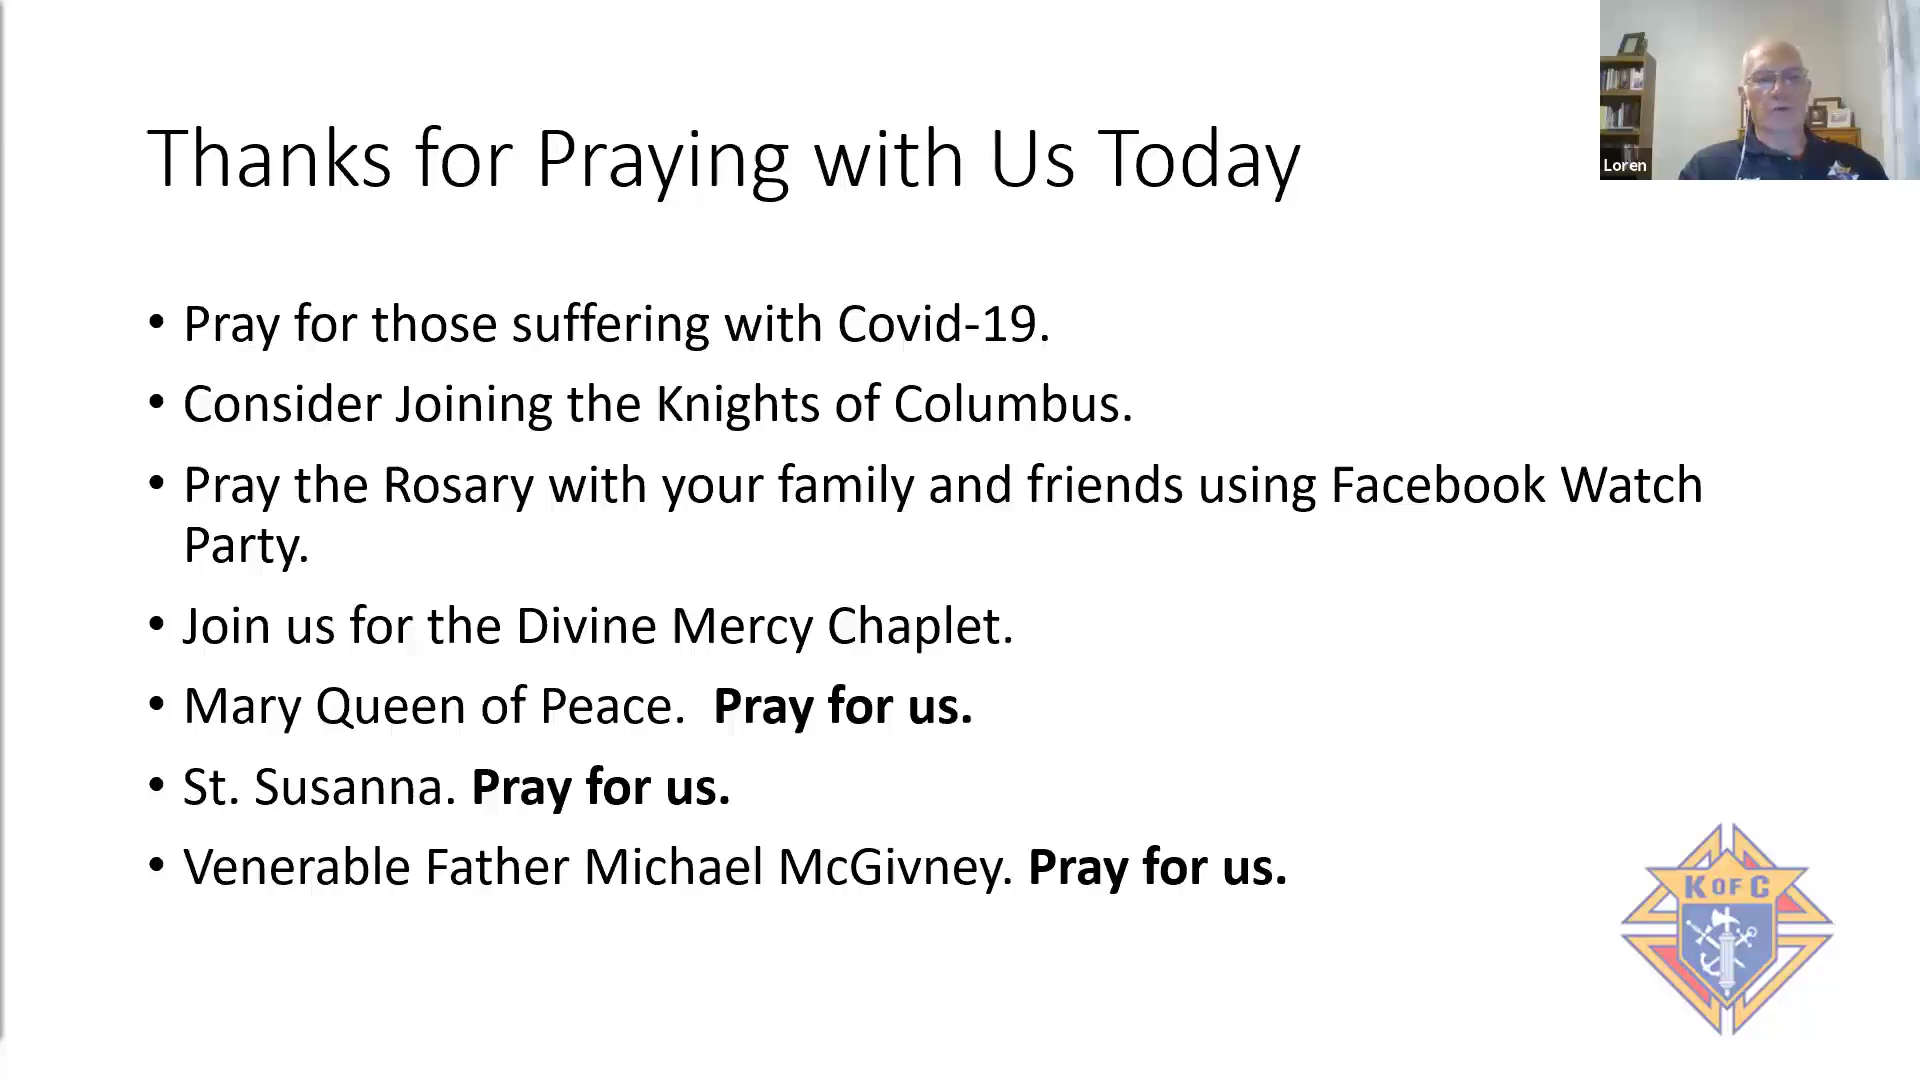 Thanks for Praying with Us Today
Loren
• Pray for those suffering with Covid-19.
• Consider Joining the Knights of Columbus.
• Pray the Rosary with your family and friends using Facebook Watch
Party.
• Join us for the Divine Mercy Chaplet.
• Mary Queen of Peace.  Pray for us.
• St. Susanna. Pray for us.
• Venerable Father Michael McGivney. Pray for us.
K OF C